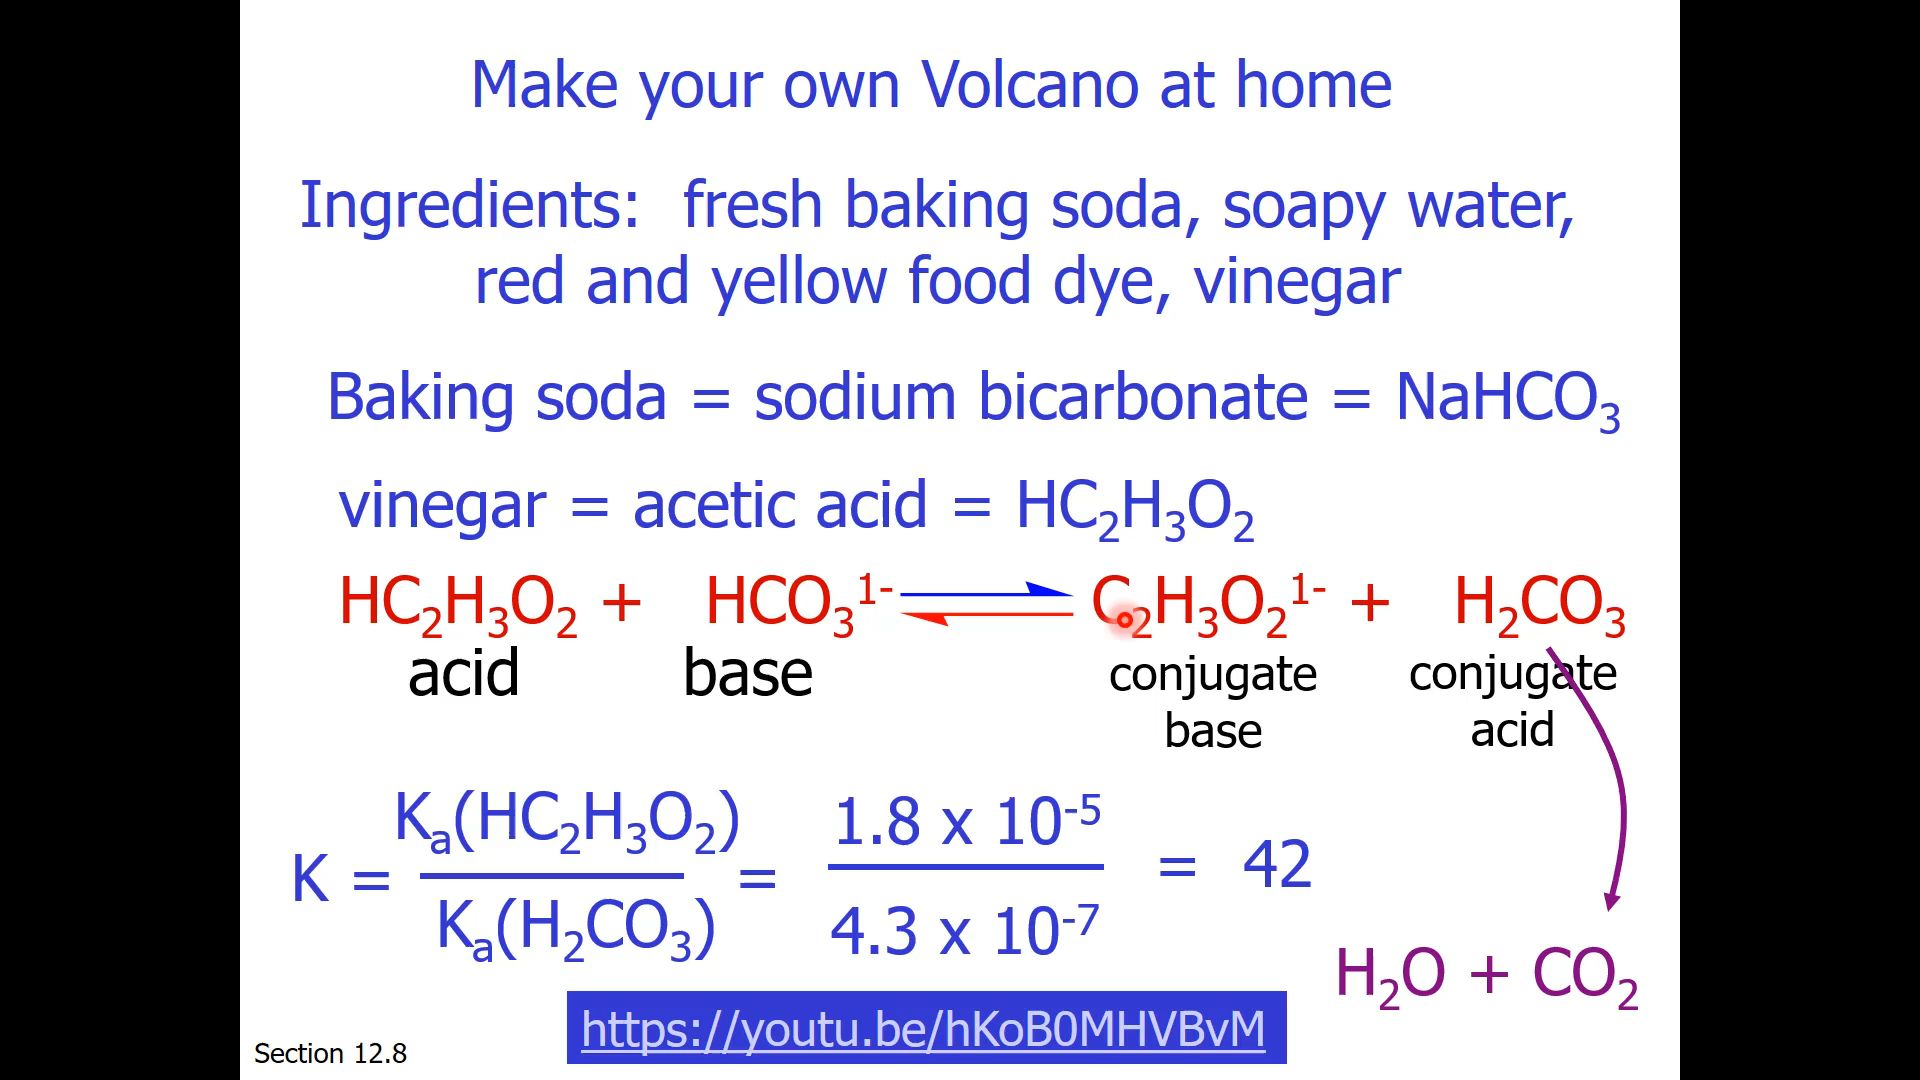 Make your own Volcano at home
Ingredients: fresh baking soda, soapy water,
red and yellow food dye, vinegar
Baking soda = sodium bicarbonate = NaHCO₃
vinegar = acetic acid = HC₂H₃O₂
HC₂H₃O₂ + HCO₃¹⁻ ⇌ C₂H₃O₂¹⁻ + H₂CO₃
acid base conjugate base conjugate acid
K = Kₐ(HC₂H₃O₂) / Kₐ(H₂CO₃) = 1.8 x 10⁻⁵ / 4.3 x 10⁻⁷ = 42
H₂O + CO₂
https://youtu.be/hKoB0MHVBvM
Section 12.8